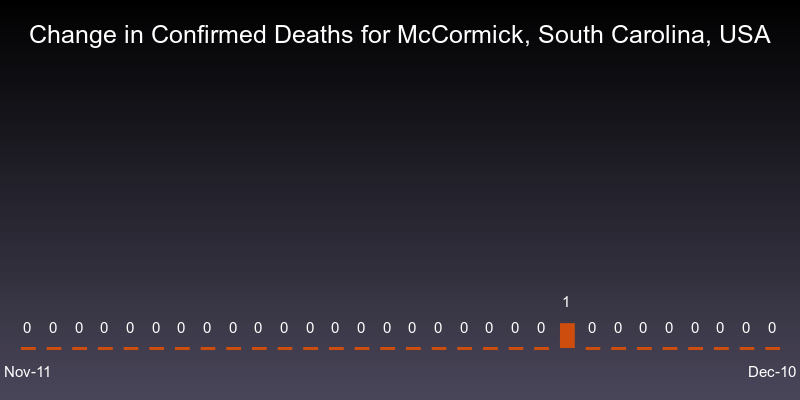 Change in Confirmed Deaths for McCormick, South Carolina, USA
1
0 0 0 0 0 0 0 0 0 0 0 0 0 0 0 0 0 0 0 0 0 0 0 0 0 0 0 0 0
Nov-11 Dec-10